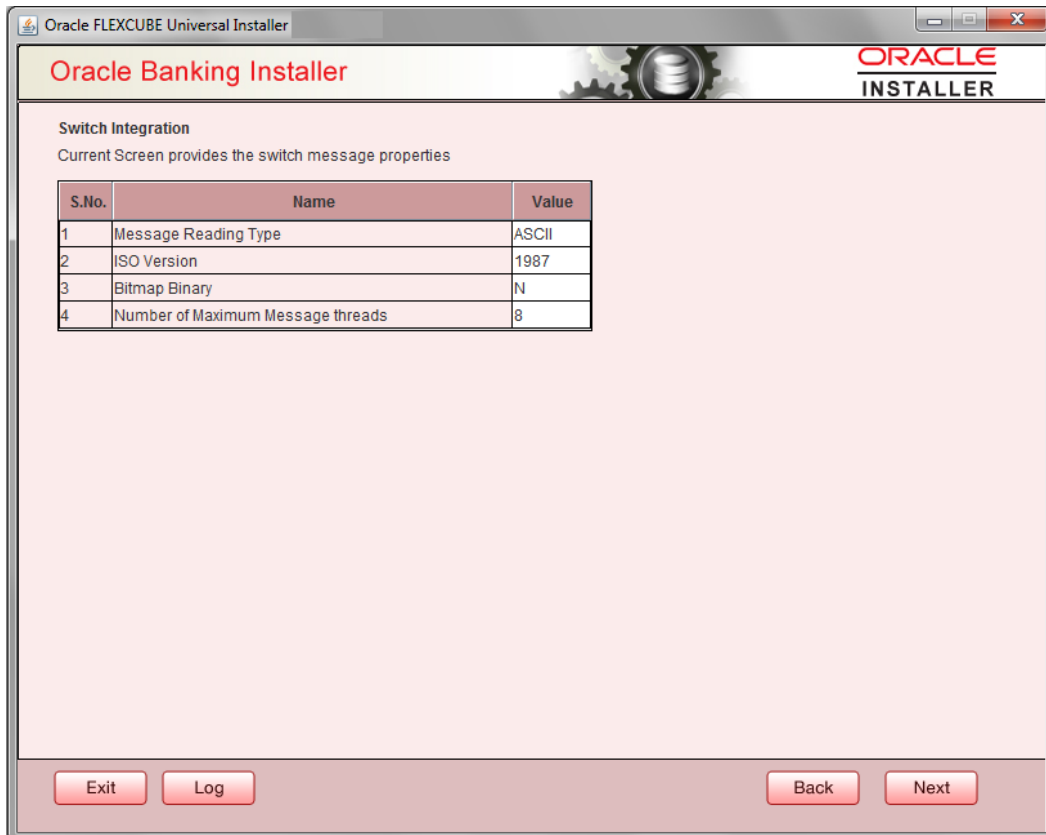 Oracle FLEXCUBE Universal Installer
Oracle Banking Installer
ORACLE
INSTALLER
Switch Integration
Current Screen provides the switch message properties
S.No. Name Value
1 Message Reading Type ASCII
2 ISO Version 1987
3 Bitmap Binary N
4 Number of Maximum Message threads 8
Exit Log Back Next